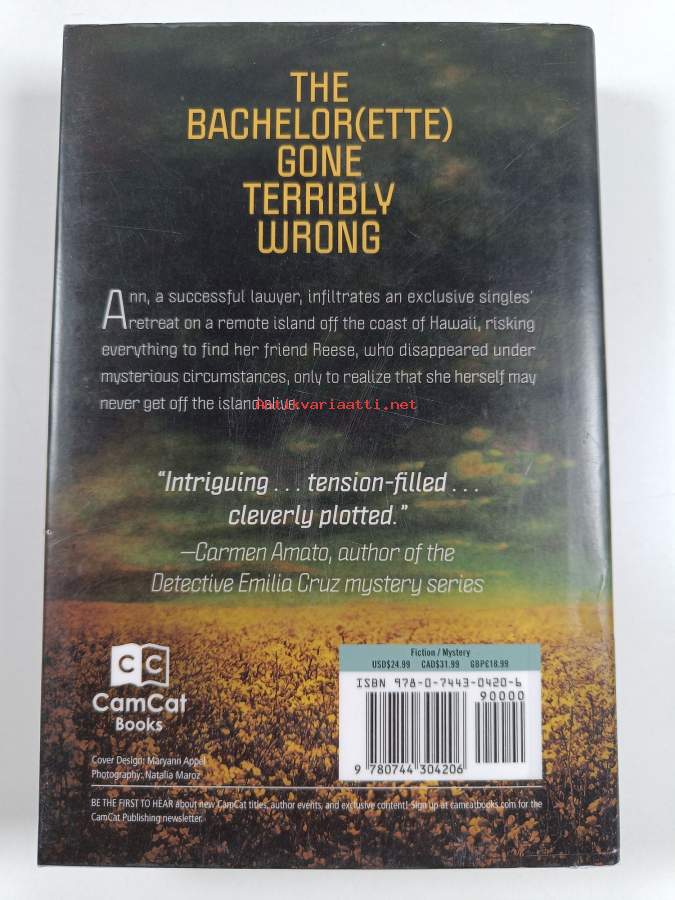 THE
BACHELOR(ETTE)
GONE
TERRIBLY
WRONG
Ann, a successful lawyer, infiltrates an exclusive singles'
retreat on a remote island off the coast of Hawaii, risking
everything to find her friend Reese, who disappeared under
mysterious circumstances, only to realize that she herself may
never get off the island alive.
Antikvariaatti.net
“Intriguing . . . tension-filled . . .
cleverly plotted.”
—Carmen Amato, author of the
Detective Emilia Cruz mystery series
CC
CamCat
Books
Fiction / Mystery
USD$24.99 CAD$31.99 GBP£18.99
ISBN 978-0-7443-0420-6
90000
9 780744 304206
Cover Design: Maryann Appel
Photography: Natalia Maroz
BE THE FIRST TO HEAR about new CamCat titles, author events, and exclusive content! Sign up at camcatbooks.com for the
CamCat Publishing newsletter.